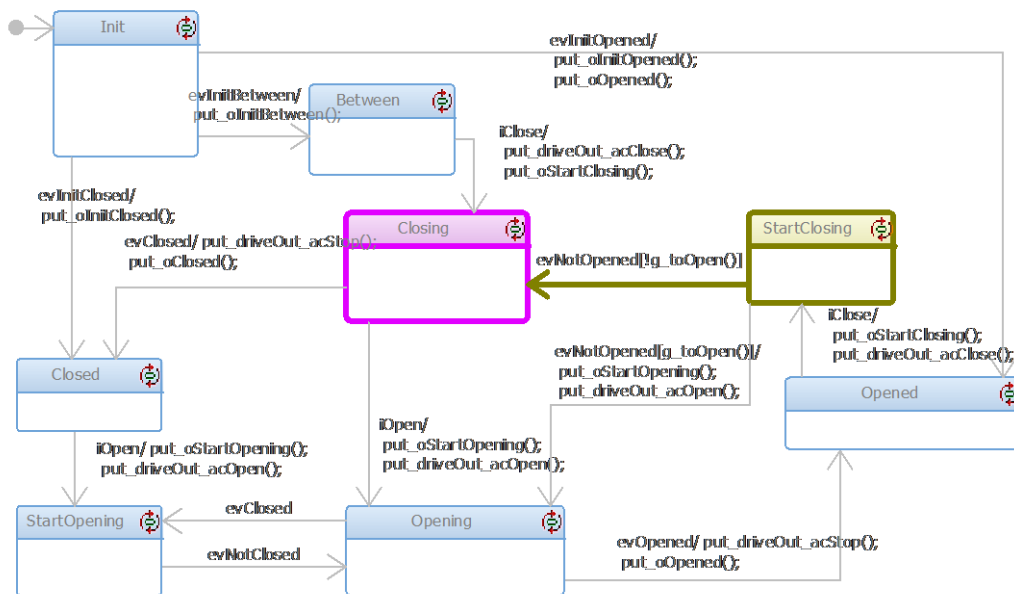 Init
evInitOpened/
put_oInitOpened();
put_oOpened();
evInitBetween/
put_oInitBetween();
Between
iClose/
put_driveOut_acClose();
put_oStartClosing();
evInitClosed/
put_oInitClosed();
evClosed/ put_driveOut_acStop();
put_oClosed();
Closing
StartClosing
evNotOpened[!g_toOpen()]
iClose/
put_oStartClosing();
put_driveOut_acClose();
evNotOpened[g_toOpen()]/
put_oStartOpening();
put_driveOut_acOpen();
Closed
Opened
iOpen/ put_oStartOpening();
put_driveOut_acOpen();
iOpen/
put_oStartOpening();
put_driveOut_acOpen();
StartOpening
evClosed
evNotClosed
Opening
evOpened/ put_driveOut_acStop();
put_oOpened();